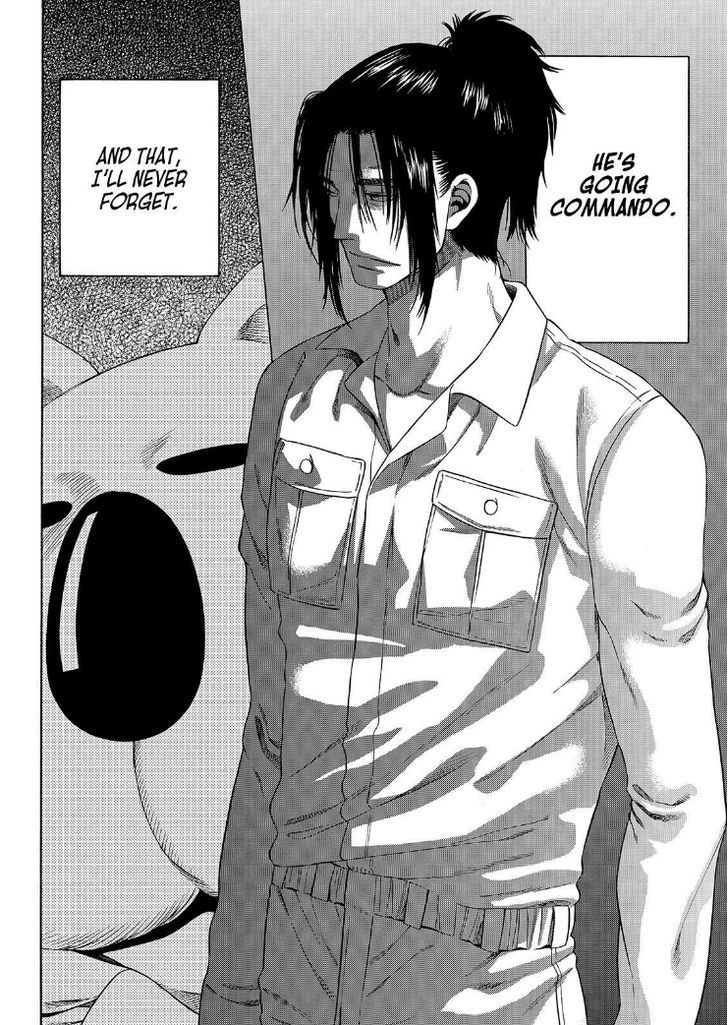 HE'S
GOING
COMMANDO.
AND THAT,
I'LL NEVER
FORGET.